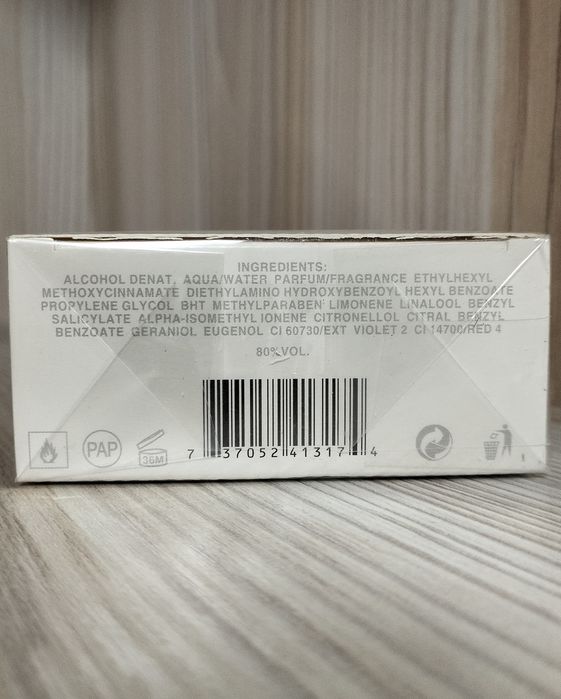 INGREDIENTS:
ALCOHOL DENAT. AQUA/WATER PARFUM/FRAGRANCE ETHYLHEXYL
METHOXYCINNAMATE DIETHYLAMINO HYDROXYBENZOYL HEXYL BENZOATE
PROPYLENE GLYCOL BHT METHYLPARABEN LIMONENE LINALOOL BENZYL
SALICYLATE ALPHA-ISOMETHYL IONENE CITRONELLOL CITRAL BENZYL
BENZOATE GERANIOL EUGENOL CI 60730/EXT VIOLET 2 CI 14700/RED 4
80%VOL.
PAP
36M
7 37052 41317 4